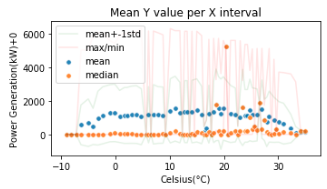 Mean Y value per X interval
Power Generation(kW)+0
6000
4000
2000
0
mean+-1std
max/min
mean
median
−10
0
10
20
30
Celsius(°C)